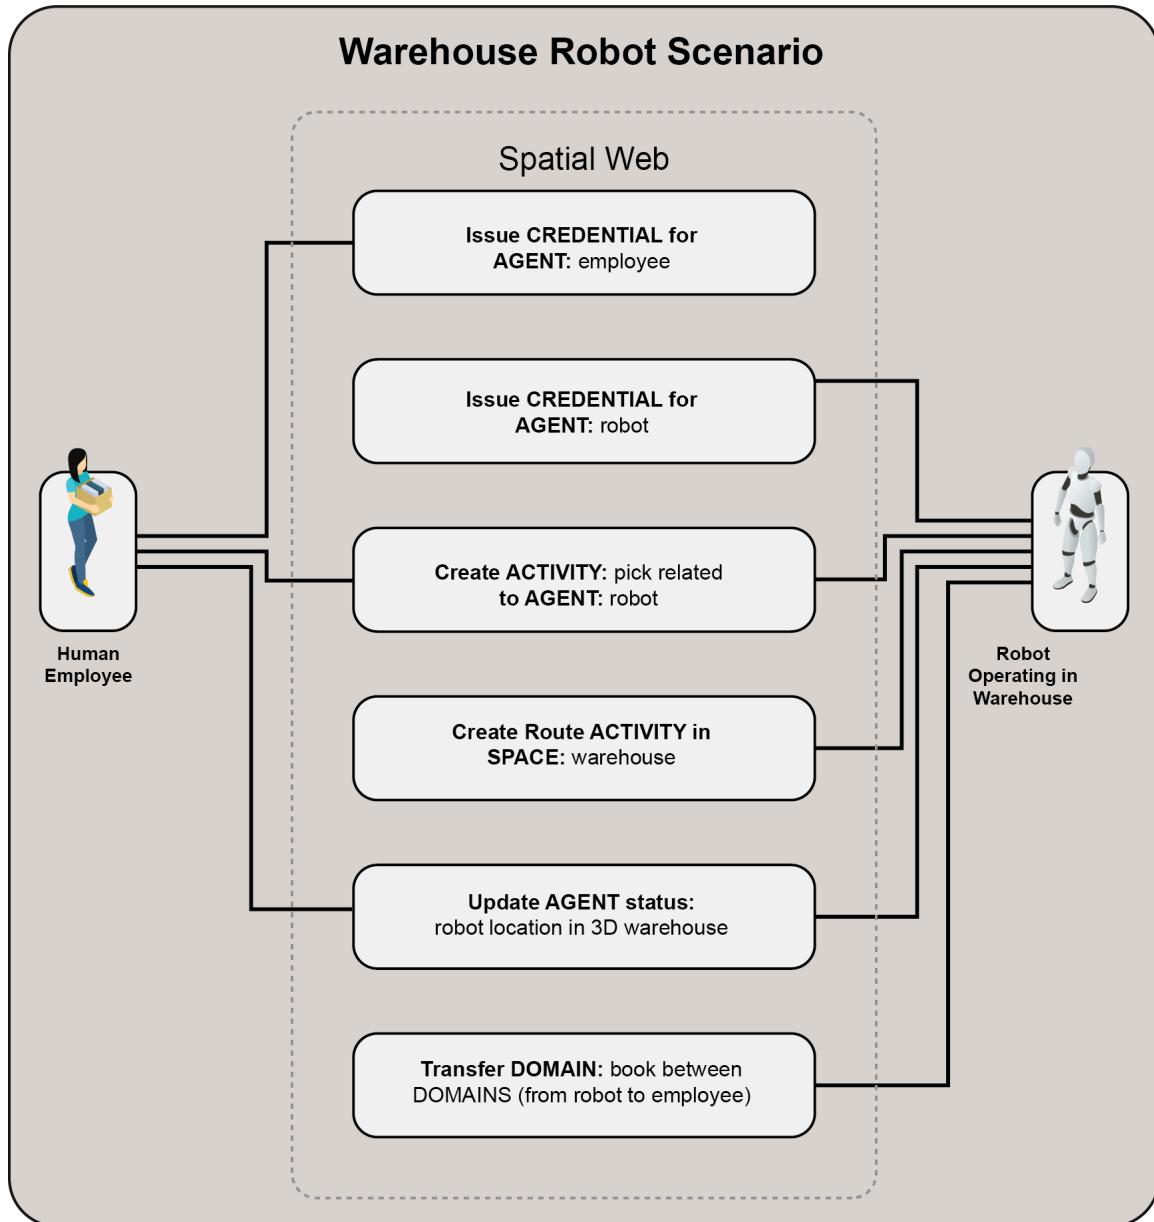 Warehouse Robot Scenario
Spatial Web
Issue CREDENTIAL for
AGENT: employee
Issue CREDENTIAL for
AGENT: robot
Create ACTIVITY: pick related
to AGENT: robot
Human
Employee
Robot
Operating in
Warehouse
Create Route ACTIVITY in
SPACE: warehouse
Update AGENT status:
robot location in 3D warehouse
Transfer DOMAIN: book between
DOMAINS (from robot to employee)